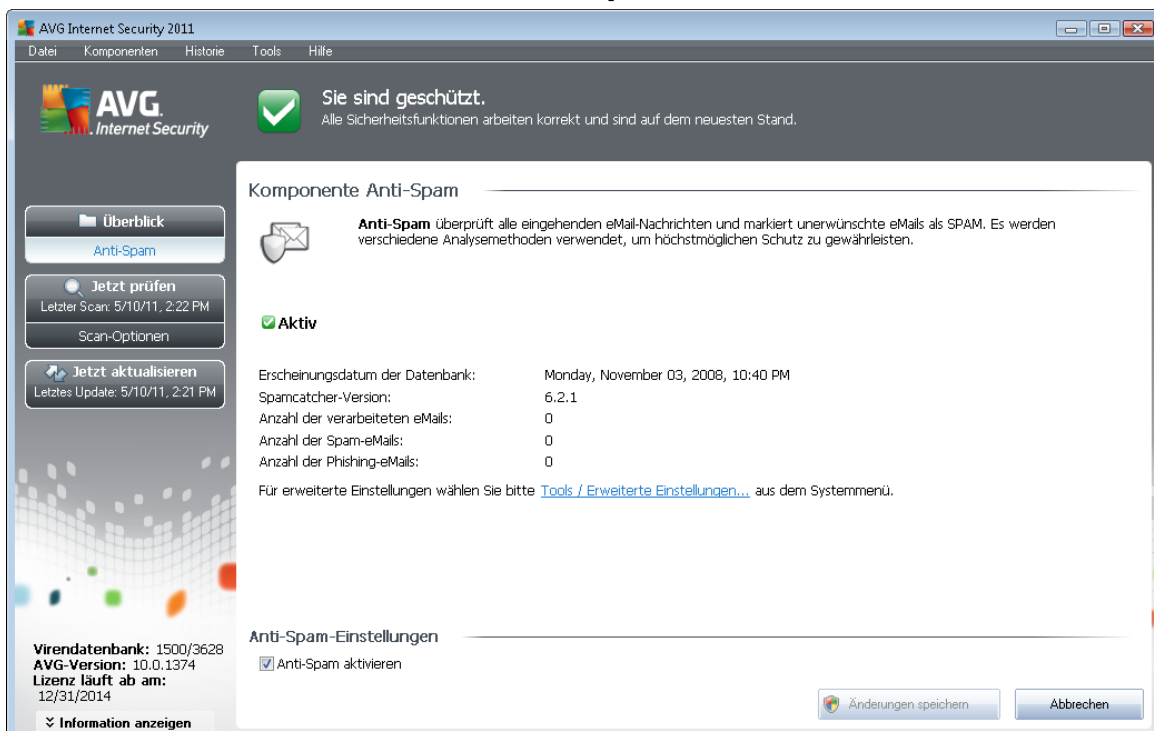 AVG Internet Security 2011
Datei Komponenten Historie Tools Hilfe
AVG.
Internet Security
Sie sind geschützt.
Alle Sicherheitsfunktionen arbeiten korrekt und sind auf dem neuesten Stand.
Überblick
Anti-Spam
Jetzt prüfen
Letzter Scan: 5/10/11, 2:22 PM
Scan-Optionen
Jetzt aktualisieren
Letztes Update: 5/10/11, 2:21 PM
Virendatenbank: 1500/3628
AVG-Version: 10.0.1374
Lizenz läuft ab am:
12/31/2014
Information anzeigen
Komponente Anti-Spam
Anti-Spam überprüft alle eingehenden eMail-Nachrichten und markiert unerwünschte eMails als SPAM. Es werden
verschiedene Analysemethoden verwendet, um höchstmöglichen Schutz zu gewährleisten.
Aktiv
Erscheinungsdatum der Datenbank: Monday, November 03, 2008, 10:40 PM
Spamcatcher-Version: 6.2.1
Anzahl der verarbeiteten eMails: 0
Anzahl der Spam-eMails: 0
Anzahl der Phishing-eMails: 0
Für erweiterte Einstellungen wählen Sie bitte Tools / Erweiterte Einstellungen... aus dem Systemmenü.
Anti-Spam-Einstellungen
Anti-Spam aktivieren
Änderungen speichern Abbrechen